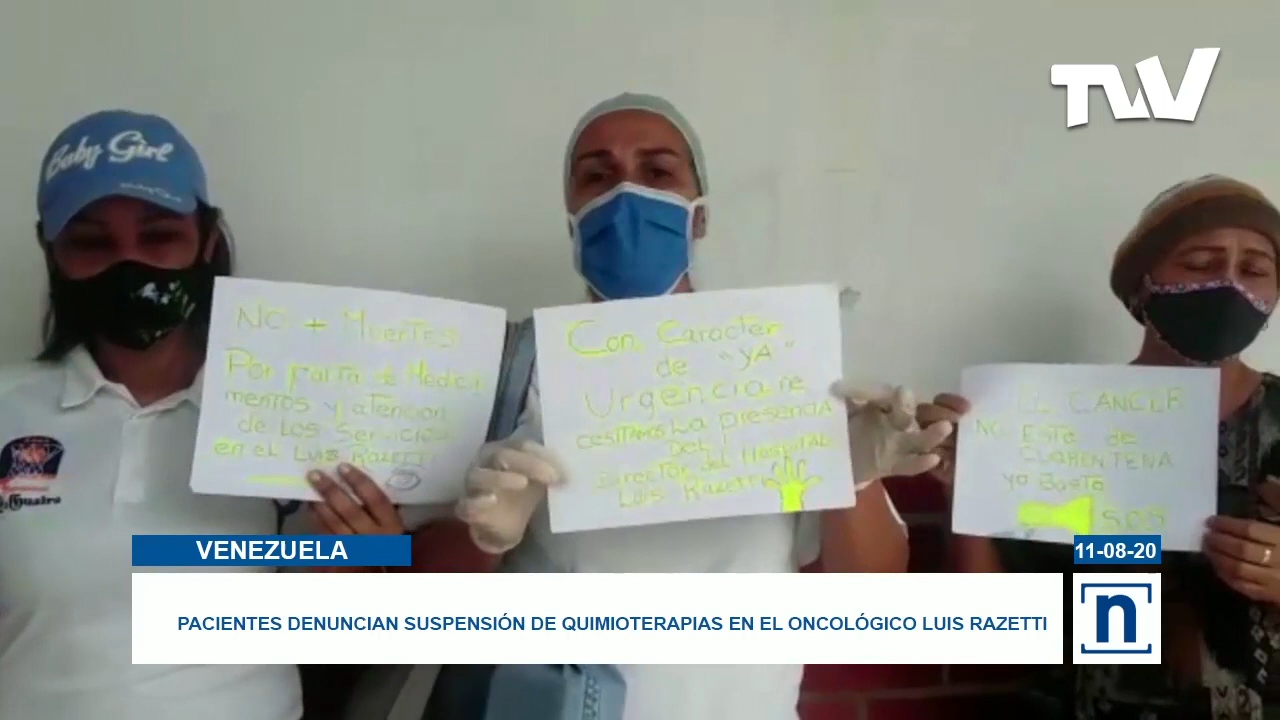 TVV
Baby Girl
NO + Muertes
Por falta de Medica
mentos y atencion
de los Servicios
en el Luis Razetti
Con Caracter
de "YA"
Urgencia ne
cesitamos La presencia
Del
Director del Hospital
Luis Razetti
EL CANCER
NO ESTA de
CUARENTENA
ya Basta
SOS
VENEZUELA
11-08-20
PACIENTES DENUNCIAN SUSPENSIÓN DE QUIMIOTERAPIAS EN EL ONCOLÓGICO LUIS RAZETTI
n